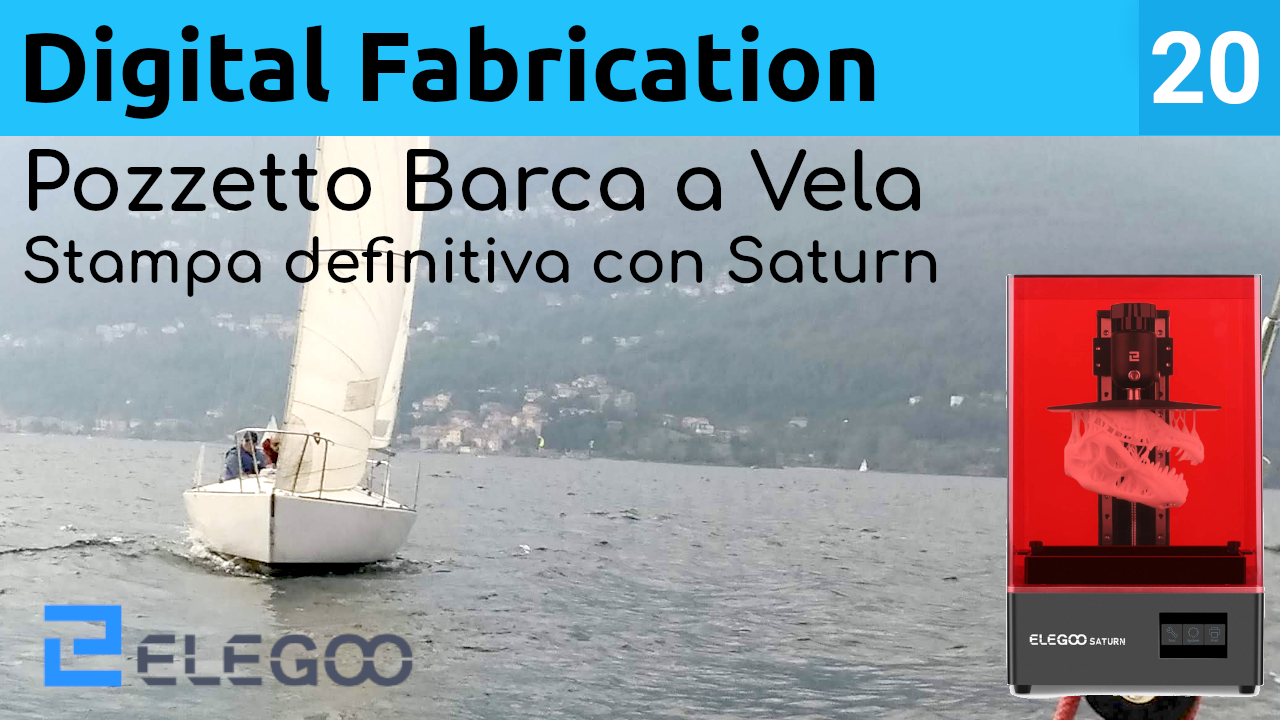 Digital Fabrication
20
Pozzetto Barca a Vela
Stampa definitiva con Saturn
ELEGOO SATURN
ELEGOO